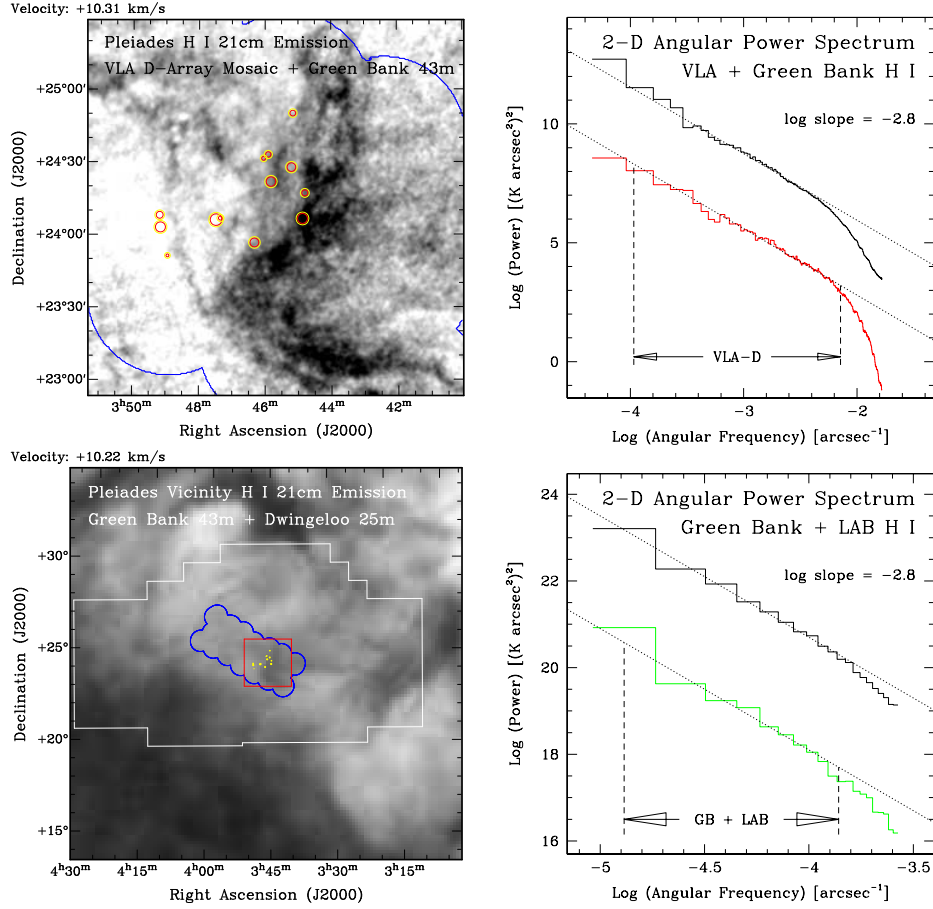 Velocity: +10.31 km/s
Pleiades H I 21cm Emission
VLA D-Array Mosaic + Green Bank 43m
Declination (J2000)
+25°00'
+24°30'
+24°00'
+23°30'
+23°00'
3ʰ50ᵐ 48ᵐ 46ᵐ 44ᵐ 42ᵐ
Right Ascension (J2000)
2-D Angular Power Spectrum
VLA + Green Bank H I
log slope = −2.8
Log (Power) [(K arcsec²)²]
10
5
0
VLA-D
−4 −3 −2
Log (Angular Frequency) [arcsec⁻¹]
Velocity: +10.22 km/s
Pleiades Vicinity H I 21cm Emission
Green Bank 43m + Dwingeloo 25m
Declination (J2000)
+30°
+25°
+20°
+15°
4ʰ30ᵐ 4ʰ15ᵐ 4ʰ00ᵐ 3ʰ45ᵐ 3ʰ30ᵐ 3ʰ15ᵐ
Right Ascension (J2000)
2-D Angular Power Spectrum
Green Bank + LAB H I
log slope = −2.8
Log (Power) [(K arcsec²)²]
24
22
20
18
16
GB + LAB
−5 −4.5 −4 −3.5
Log (Angular Frequency) [arcsec⁻¹]